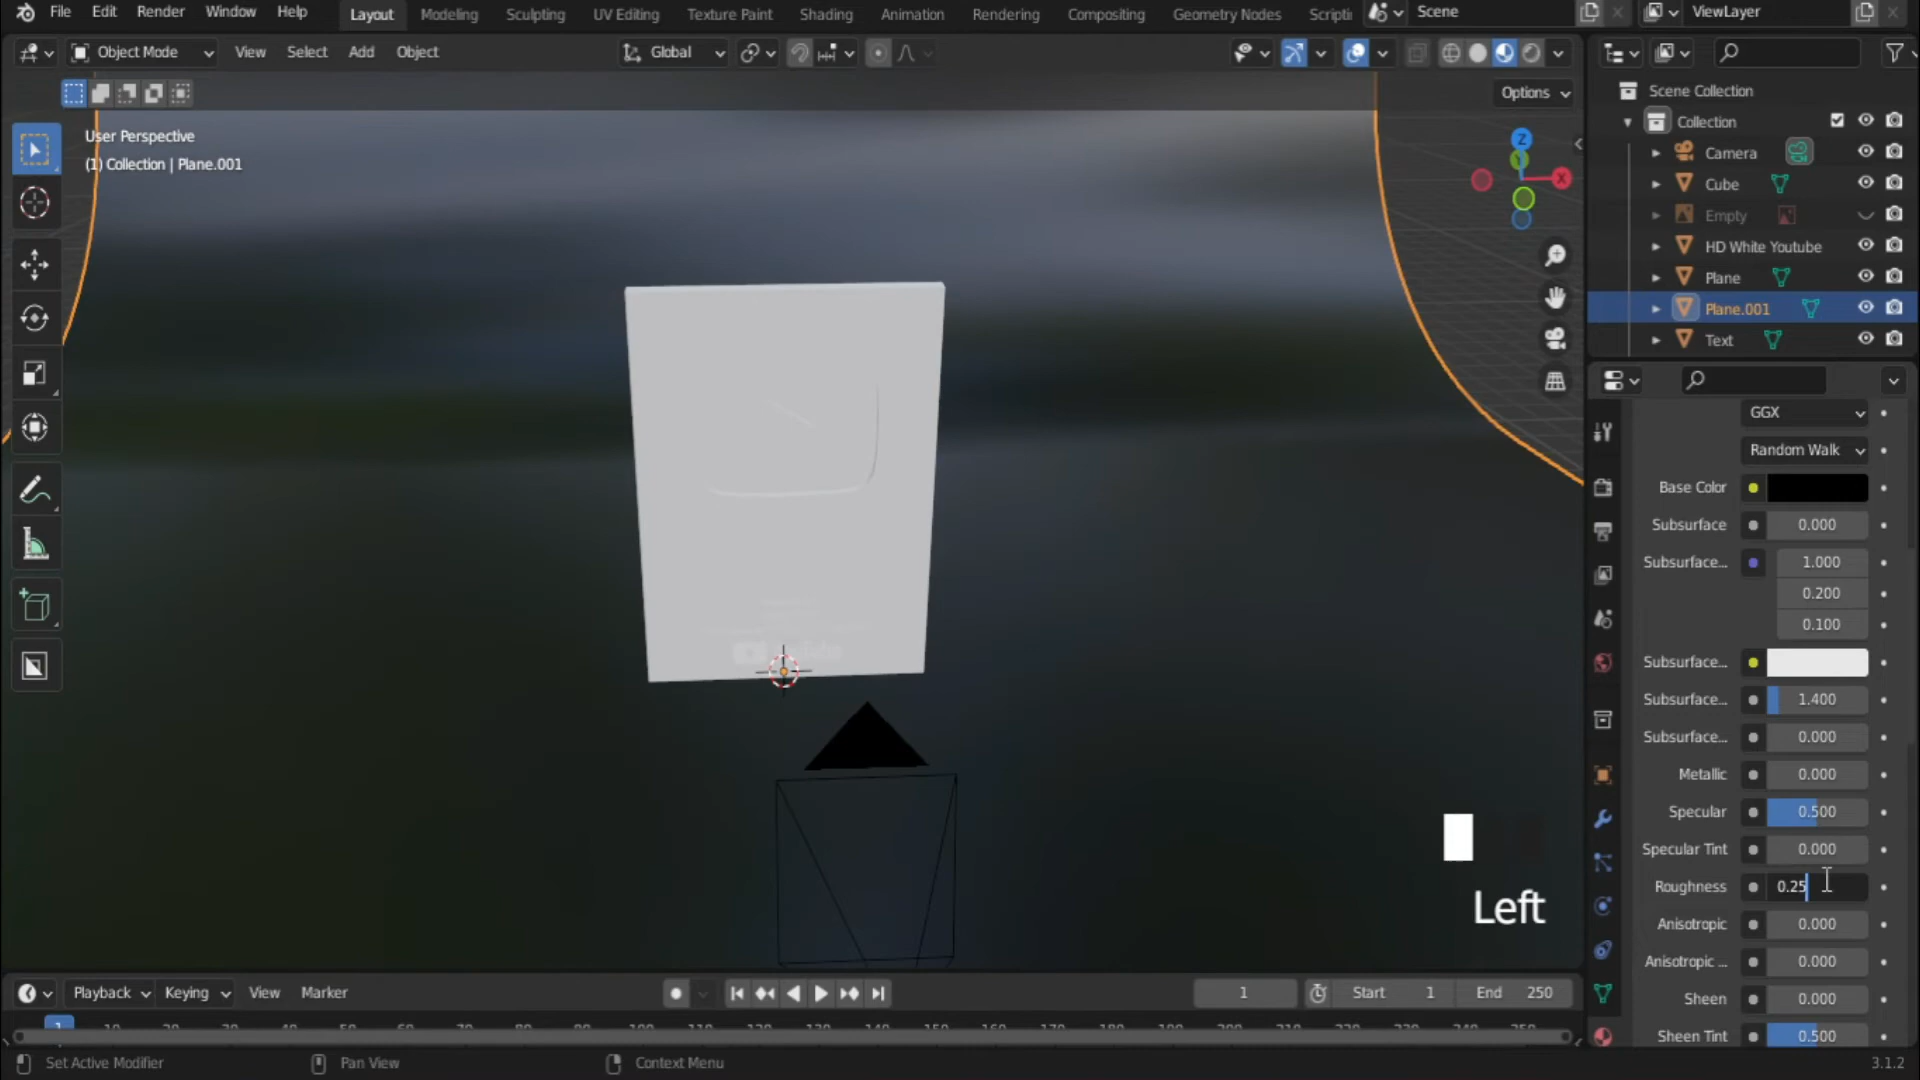 File Edit Render Window Help Layout Modeling Sculpting UV Editing Texture Paint Shading Animation Rendering Compositing Geometry Nodes Scripti Scene ViewLayer
Object Mode View Select Add Object Global
Options
User Perspective
(1) Collection | Plane.001
Z
X
Scene Collection
Collection
Camera
Cube
Empty
HD White Youtube
Plane
Plane.001
Text
GGX
Random Walk
Base Color
Subsurface 0.000
Subsurface... 1.000
0.200
0.100
Subsurface...
Subsurface... 1.400
Subsurface... 0.000
Metallic 0.000
Specular 0.500
Specular Tint 0.000
Roughness 0.25
Anisotropic 0.000
Anisotropic ... 0.000
Sheen 0.000
Sheen Tint 0.500
Left
Playback Keying View Marker 1 Start 1 End 250
1
Set Active Modifier Pan View Context Menu 3.1.2